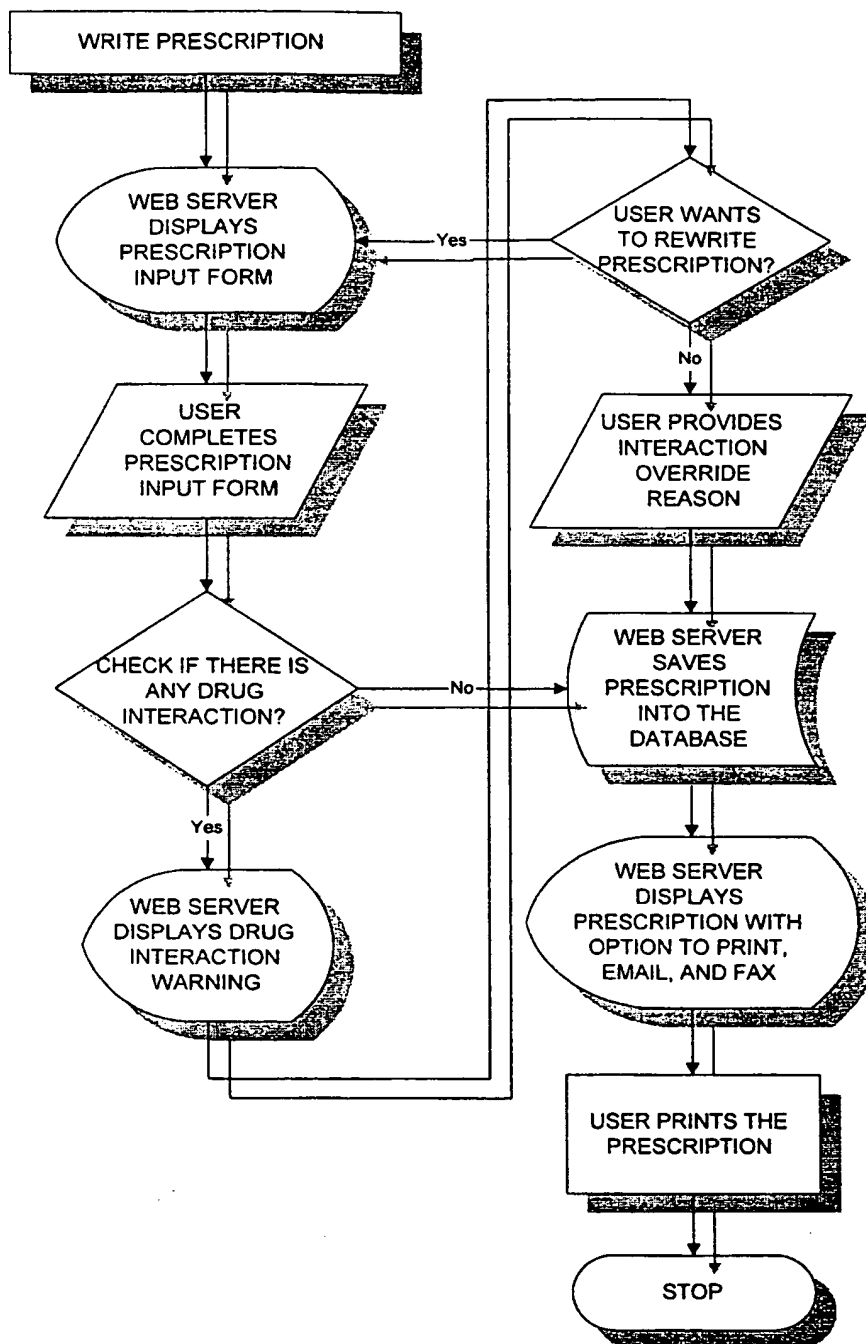 WRITE PRESCRIPTION
WEB SERVER
DISPLAYS
PRESCRIPTION
INPUT FORM
USER
COMPLETES
PRESCRIPTION
INPUT FORM
CHECK IF THERE IS
ANY DRUG
INTERACTION?
No
Yes
WEB SERVER
DISPLAYS DRUG
INTERACTION
WARNING
USER WANTS
TO REWRITE
PRESCRIPTION?
Yes
No
USER PROVIDES
INTERACTION
OVERRIDE
REASON
WEB SERVER
SAVES
PRESCRIPTION
INTO THE
DATABASE
WEB SERVER
DISPLAYS
PRESCRIPTION WITH
OPTION TO PRINT,
EMAIL, AND FAX
USER PRINTS THE
PRESCRIPTION
STOP